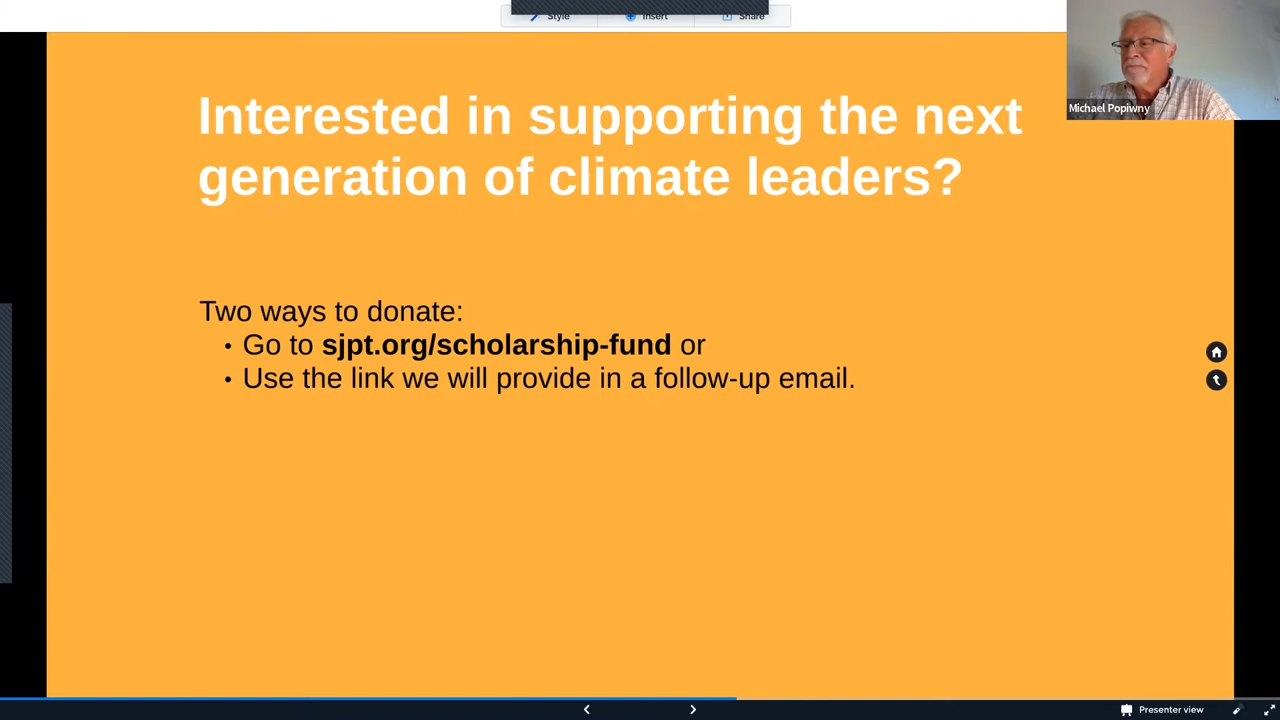 Style
Insert
Share
Michael Popiwny
Interested in supporting the next
generation of climate leaders?
Two ways to donate:
• Go to sjpt.org/scholarship-fund or
• Use the link we will provide in a follow-up email.
Presenter view